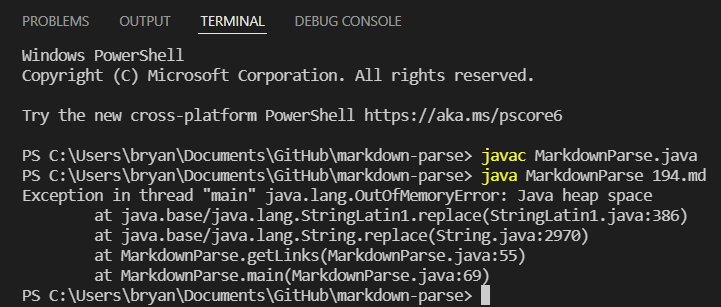 PROBLEMS OUTPUT TERMINAL DEBUG CONSOLE
Windows PowerShell
Copyright (C) Microsoft Corporation. All rights reserved.
Try the new cross-platform PowerShell https://aka.ms/pscore6
PS C:\Users\bryan\Documents\GitHub\markdown-parse> javac MarkdownParse.java
PS C:\Users\bryan\Documents\GitHub\markdown-parse> java MarkdownParse 194.md
Exception in thread "main" java.lang.OutOfMemoryError: Java heap space
at java.base/java.lang.StringLatin1.replace(StringLatin1.java:386)
at java.base/java.lang.String.replace(String.java:2970)
at MarkdownParse.getLinks(MarkdownParse.java:55)
at MarkdownParse.main(MarkdownParse.java:69)
PS C:\Users\bryan\Documents\GitHub\markdown-parse>